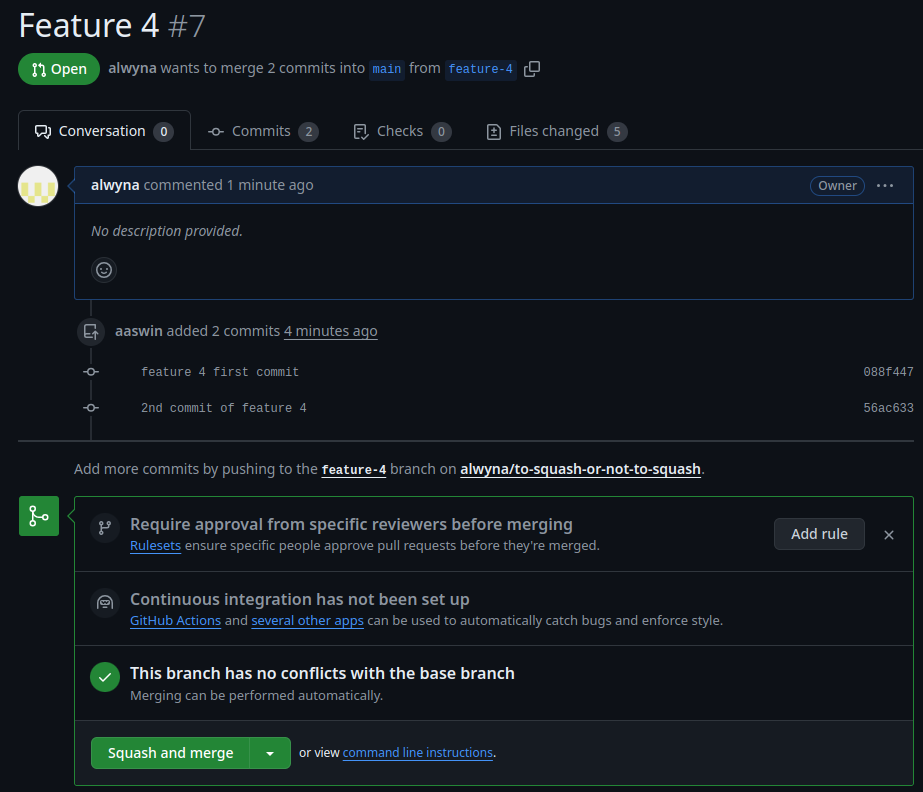 Feature 4 #7
Open alwyna wants to merge 2 commits into main from feature-4
Conversation 0 Commits 2 Checks 0 Files changed 5
alwyna commented 1 minute ago Owner
No description provided.
aaswin added 2 commits 4 minutes ago
feature 4 first commit 088f447
2nd commit of feature 4 56ac633
Add more commits by pushing to the feature-4 branch on alwyna/to-squash-or-not-to-squash.
Require approval from specific reviewers before merging
Rulesets ensure specific people approve pull requests before they're merged.
Add rule
Continuous integration has not been set up
GitHub Actions and several other apps can be used to automatically catch bugs and enforce style.
This branch has no conflicts with the base branch
Merging can be performed automatically.
Squash and merge or view command line instructions.